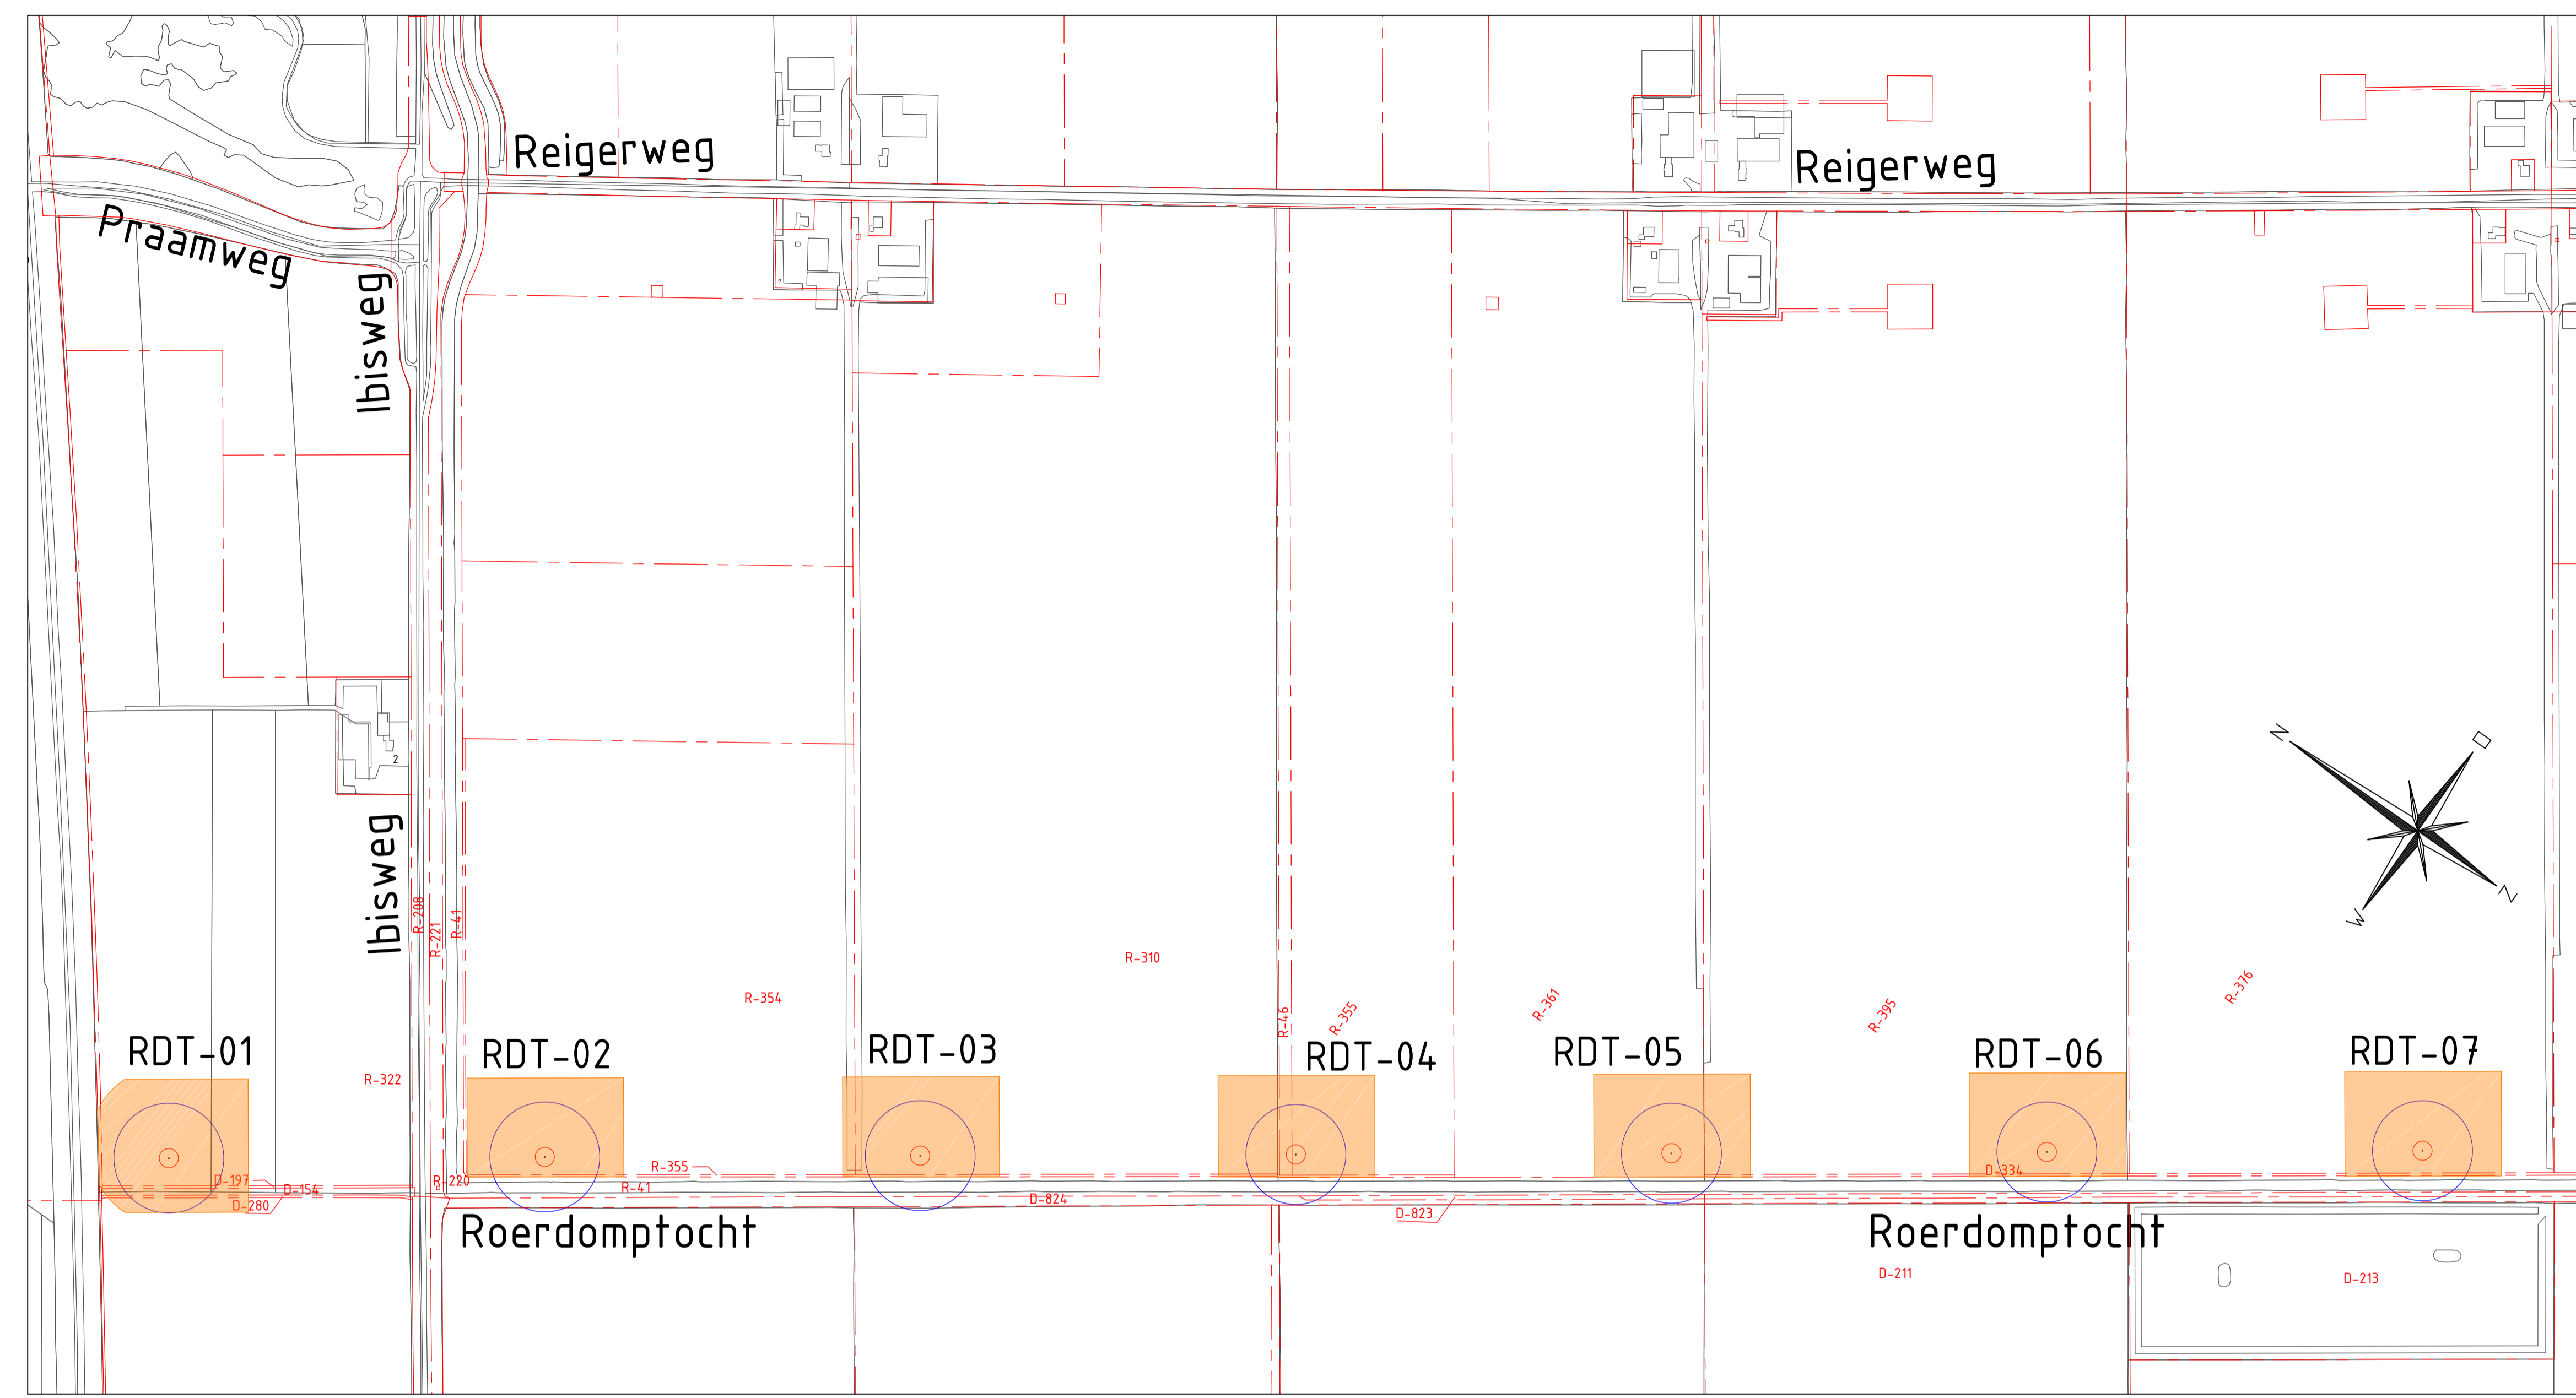 Reigerweg
Reigerweg
Praamweg
Ibisweg
2
N
O
Z
W
Ibisweg
R-208
R-221
R-41
R-354
R-310
R-46
R-355
R-361
R-395
R-376
RDT-01
RDT-02
RDT-03
RDT-04
RDT-05
RDT-06
RDT-07
R-322
R-355
D-334
D-197
D-154
R-220
R-41
D-280
D-824
D-823
Roerdomptocht
Roerdomptocht
D-211
D-213